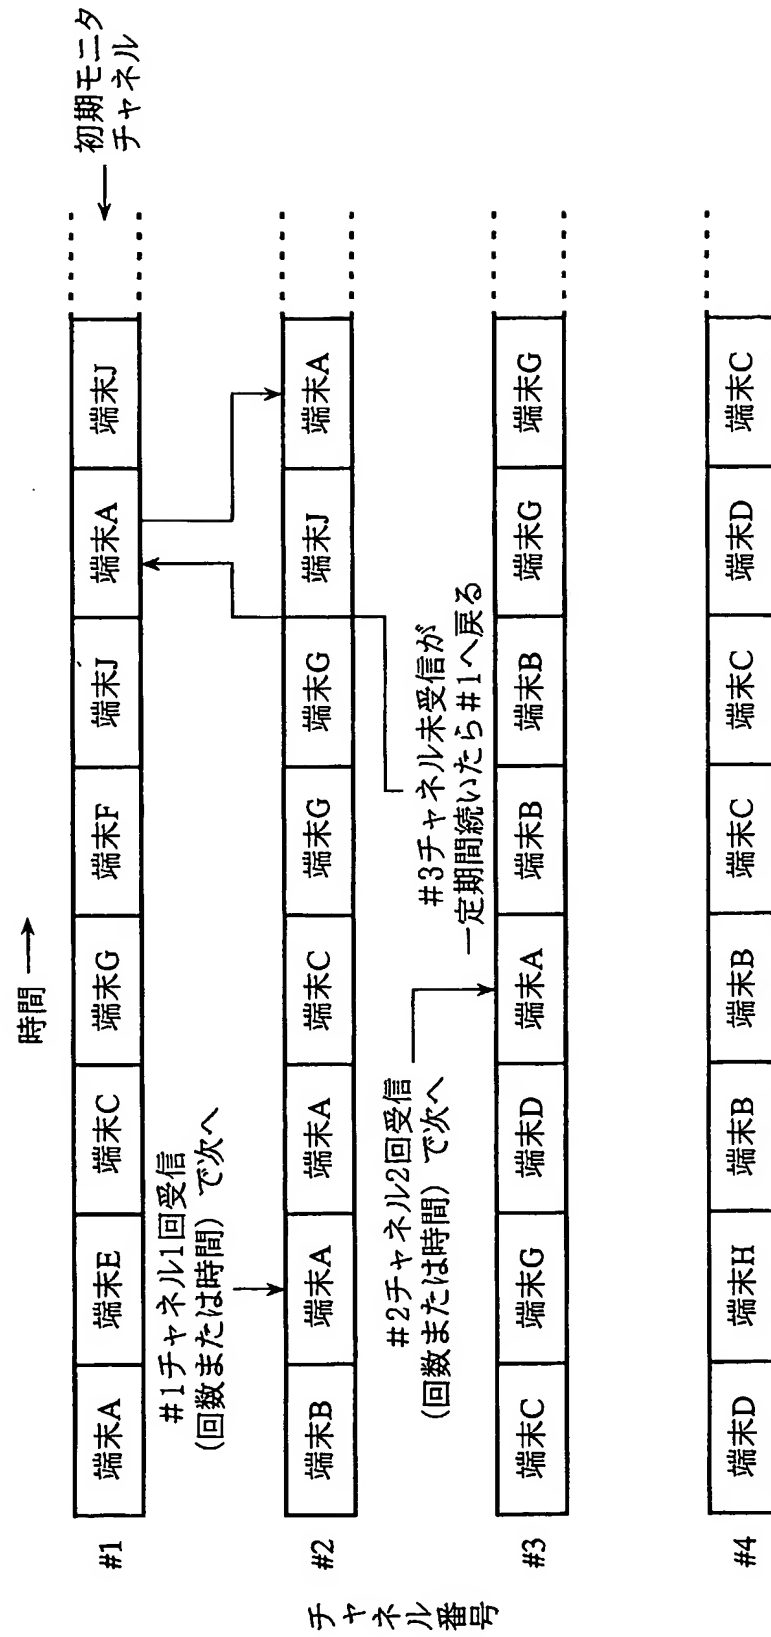 時間 →
チャネル番号
初期モニタ
チャネル
#1
端末A 端末E 端末C 端末G 端末F 端末J 端末A 端末J
#1チャネル1回受信
(回数または時間) で次へ
#2
端末B 端末A 端末A 端末C 端末G 端末G 端末J 端末A
#2チャネル2回受信
(回数または時間) で次へ
#3チャネル未受信が
一定期間続いたら#1へ戻る
#3
端末C 端末G 端末D 端末A 端末B 端末B 端末G 端末G
#4
端末D 端末H 端末B 端末B 端末C 端末C 端末D 端末C